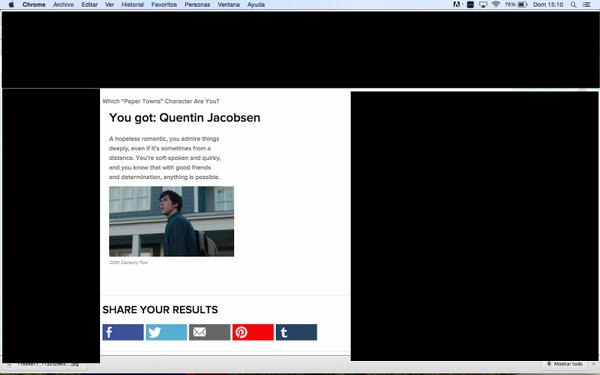 Chrome Archivo Editar Ver Historial Favoritos Personas Ventana Ayuda 76% Dom 15:10
Which "Paper Towns" Character Are You?
You got: Quentin Jacobsen
A hopeless romantic, you admire things
deeply, even if it's sometimes from a
distance. You're soft-spoken and quirky,
and you know that with good friends
and determination, anything is possible.
20th Century Fox
SHARE YOUR RESULTS
Mostrar todo